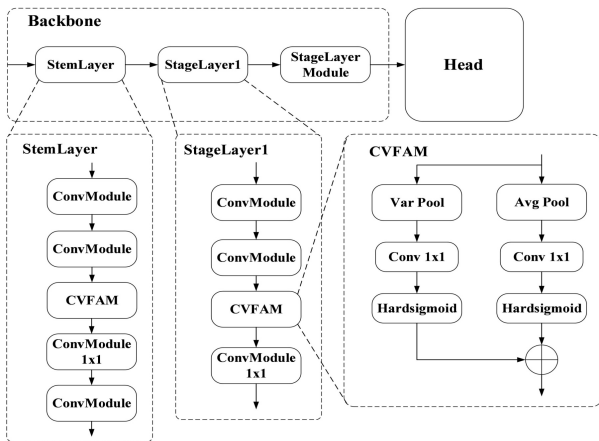 Backbone
StemLayer
StageLayer1
StageLayer
Module
Head
StemLayer
ConvModule
ConvModule
CVFAM
ConvModule
1x1
ConvModule
StageLayer1
ConvModule
ConvModule
CVFAM
ConvModule
1x1
CVFAM
Var Pool
Avg Pool
Conv 1x1
Conv 1x1
Hardsigmoid
Hardsigmoid